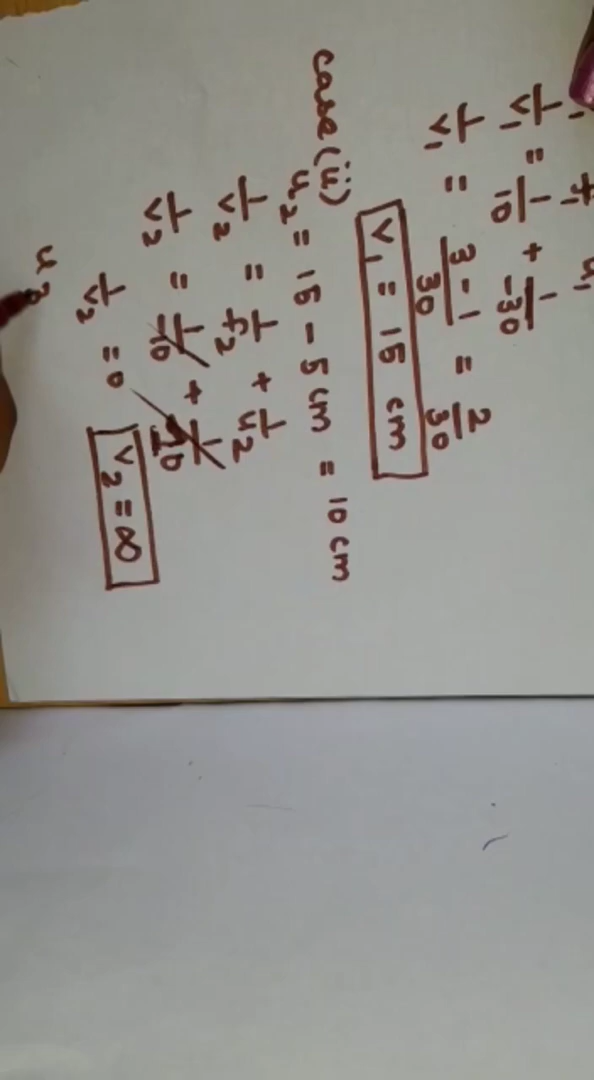 1/v₁ = 1/10 + 1/-30
1/v₁ = 3-1/30 = 2/30
v₁ = 15 cm
case (ii)
u₂ = 15 - 5 cm = 10 cm
1/v₂ = 1/f₂ + 1/u₂
1/v₂ = 1/-10 + 1/10
1/v₂ = 0 v₂ = ∞
u₃